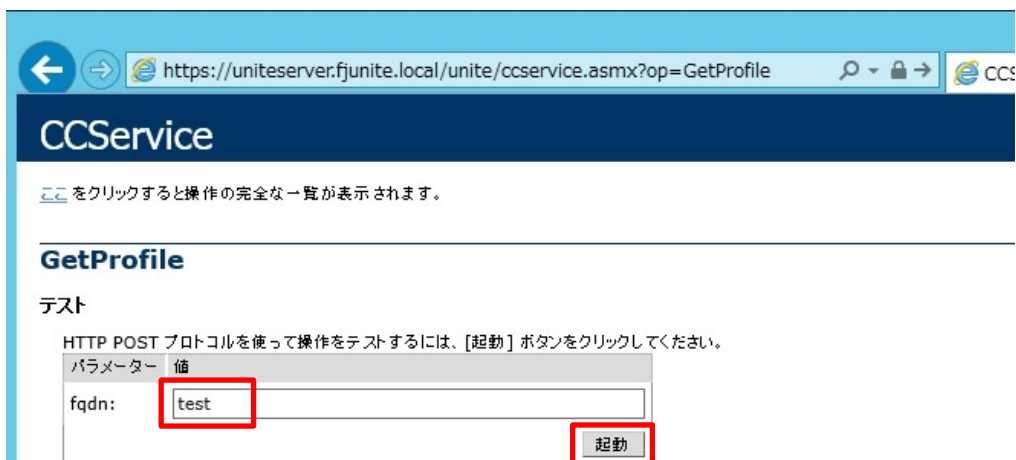 https://uniteserver.fjunite.local/unite/ccservice.asmx?op=GetProfile
CCService
ここ をクリックすると操作の完全な一覧が表示されます。
GetProfile
テスト
HTTP POST プロトコルを使って操作をテストするには、[起動] ボタンをクリックしてください。
パラメーター 値
fqdn: test
起動